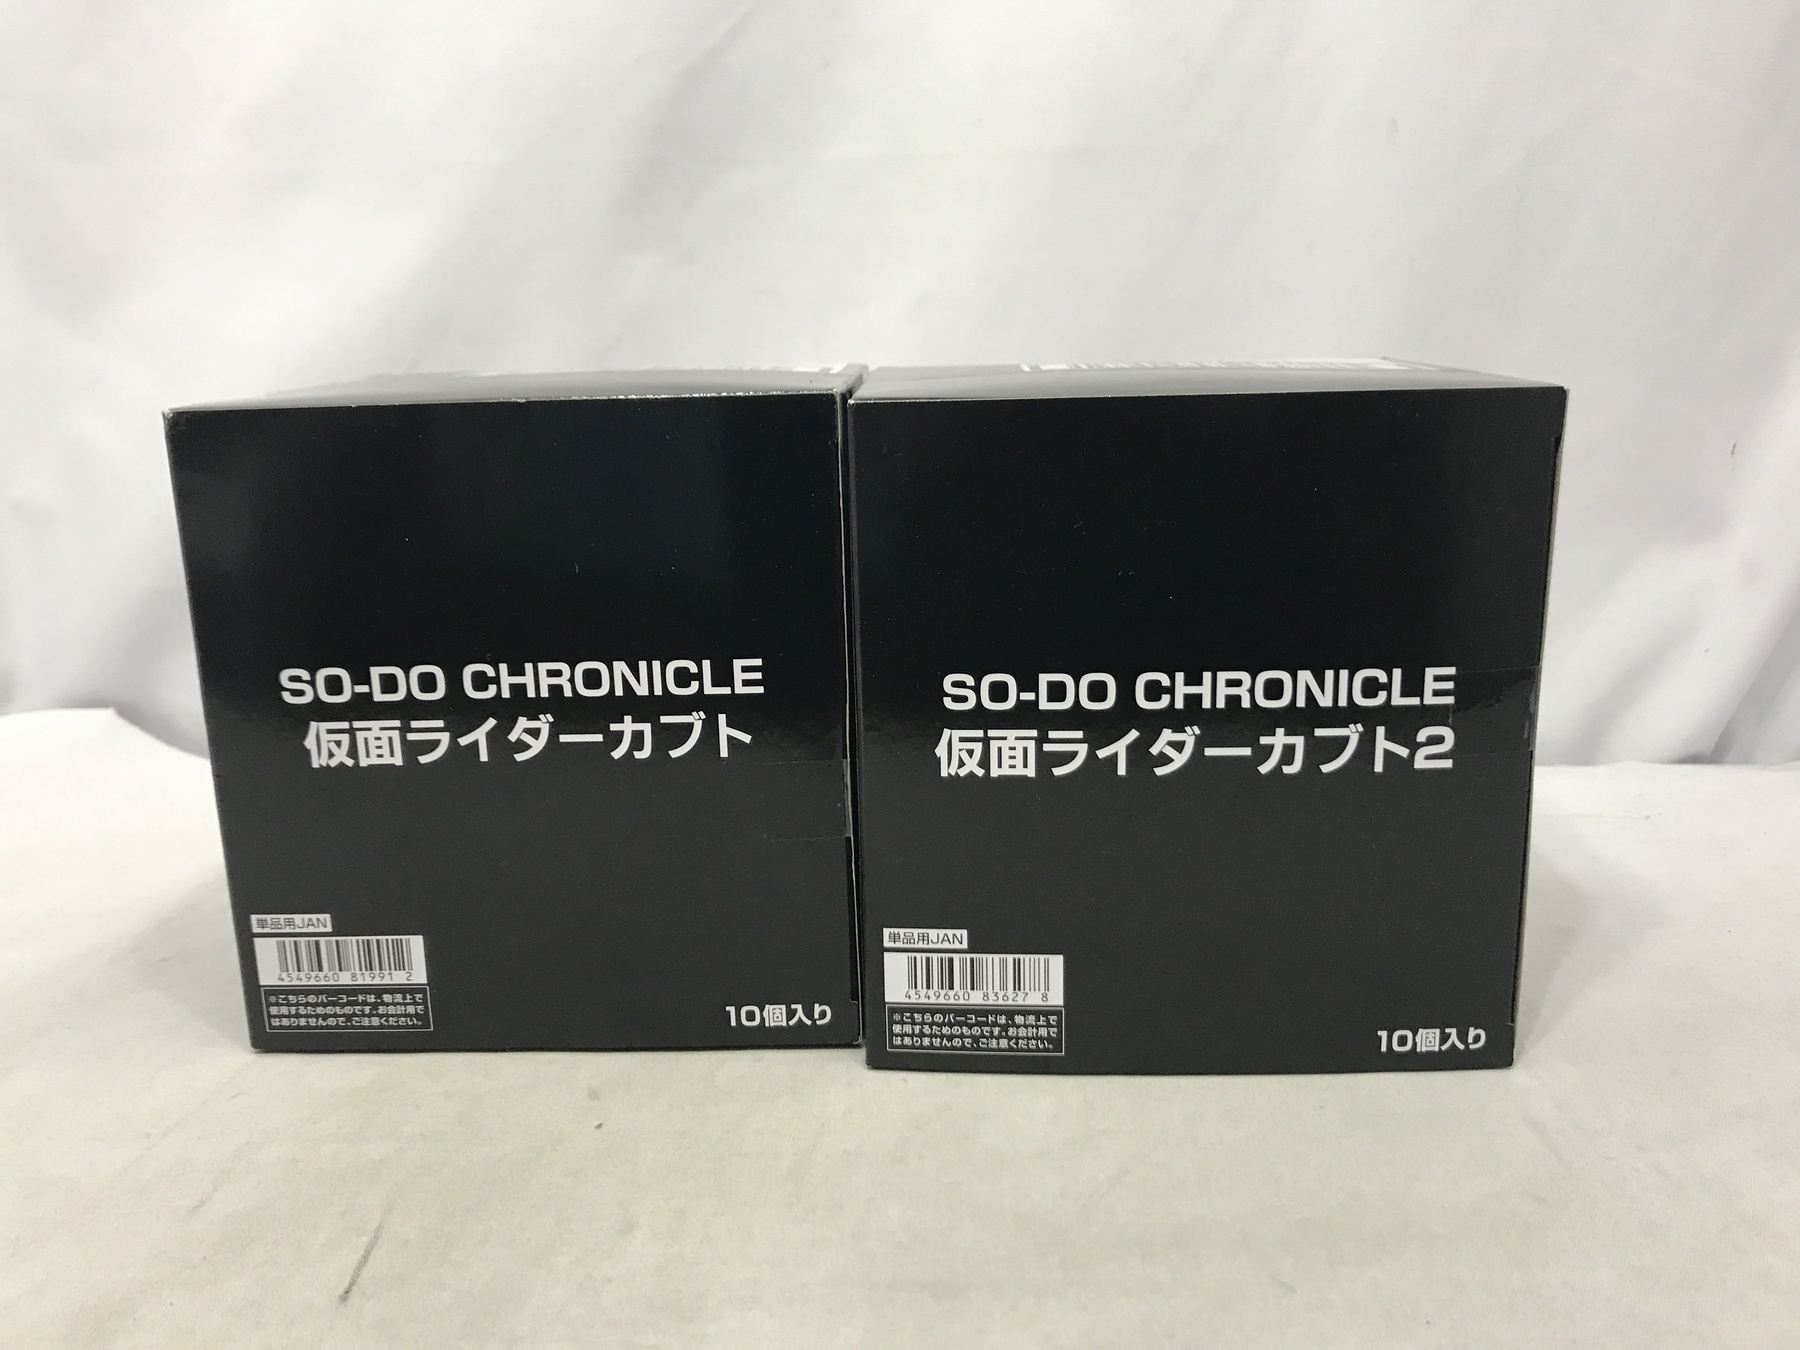 SO-DO CHRONICLE
仮面ライダーカブト
単品用JAN
4549660 81991 2
※こちらのバーコードは、物流上で
使用するためのものです。お会計用で
はありませんので、ご注意ください。
10個入り
SO-DO CHRONICLE
仮面ライダーカブト2
単品用JAN
4549660 83627 8
※こちらのバーコードは、物流上で
使用するためのものです。お会計用で
はありませんので、ご注意ください。
10個入り